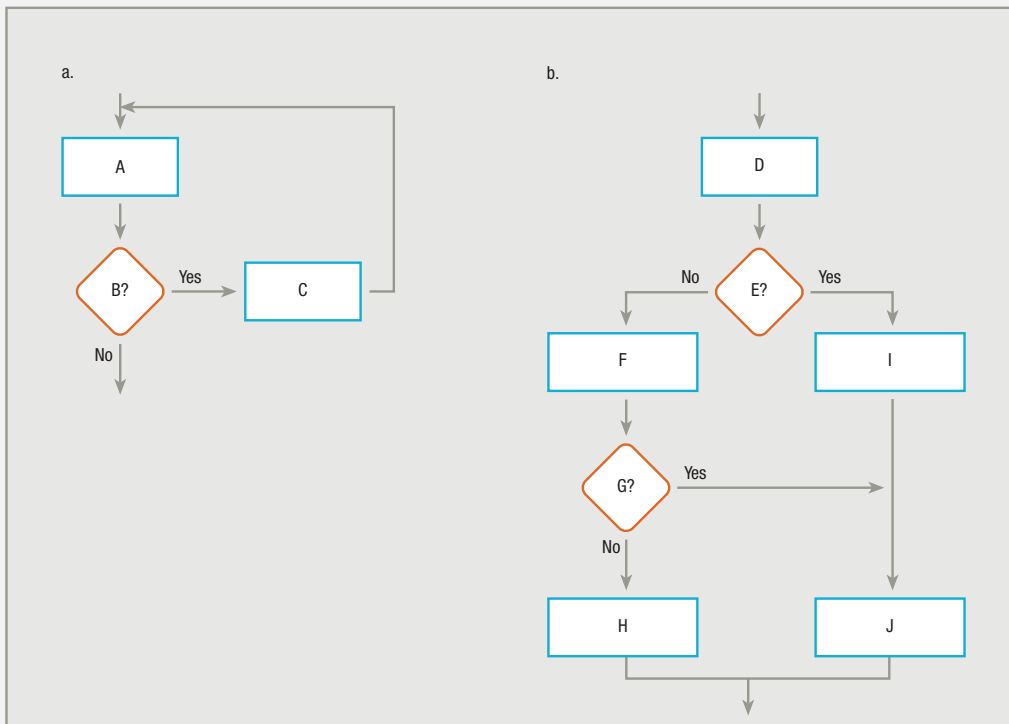 a.
A
B?
Yes
C
No
b.
D
No
E?
Yes
F
I
G?
Yes
No
H
J